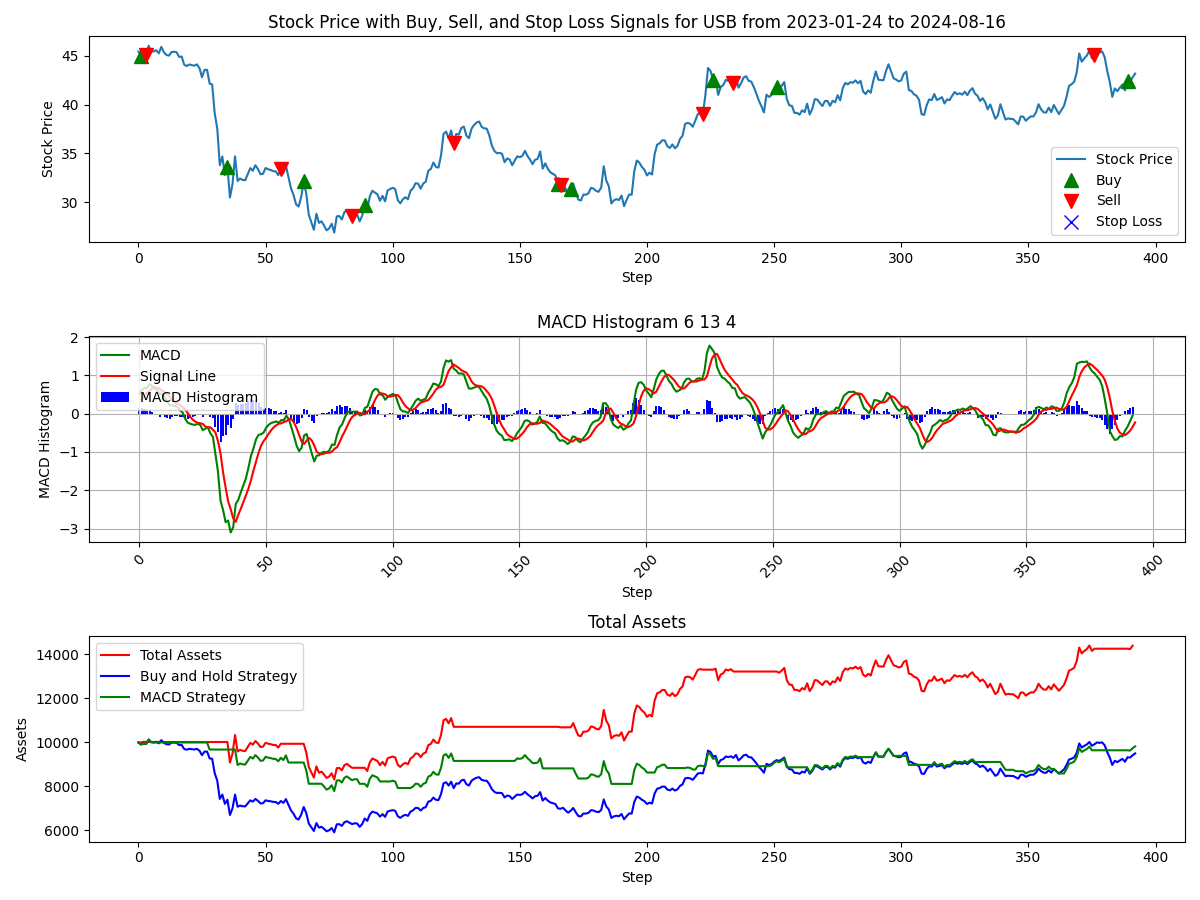 Stock Price with Buy, Sell, and Stop Loss Signals for USB from 2023-01-24 to 2024-08-16
Stock Price
45
40
35
30
Stock Price
Buy
Sell
Stop Loss
0 50 100 150 200 250 300 350 400
Step
MACD Histogram 6 13 4
MACD Histogram
2
1
0
−1
−2
−3
MACD
Signal Line
MACD Histogram
0 50 100 150 200 250 300 350 400
Step
Total Assets
Assets
14000
12000
10000
8000
6000
Total Assets
Buy and Hold Strategy
MACD Strategy
0 50 100 150 200 250 300 350 400
Step